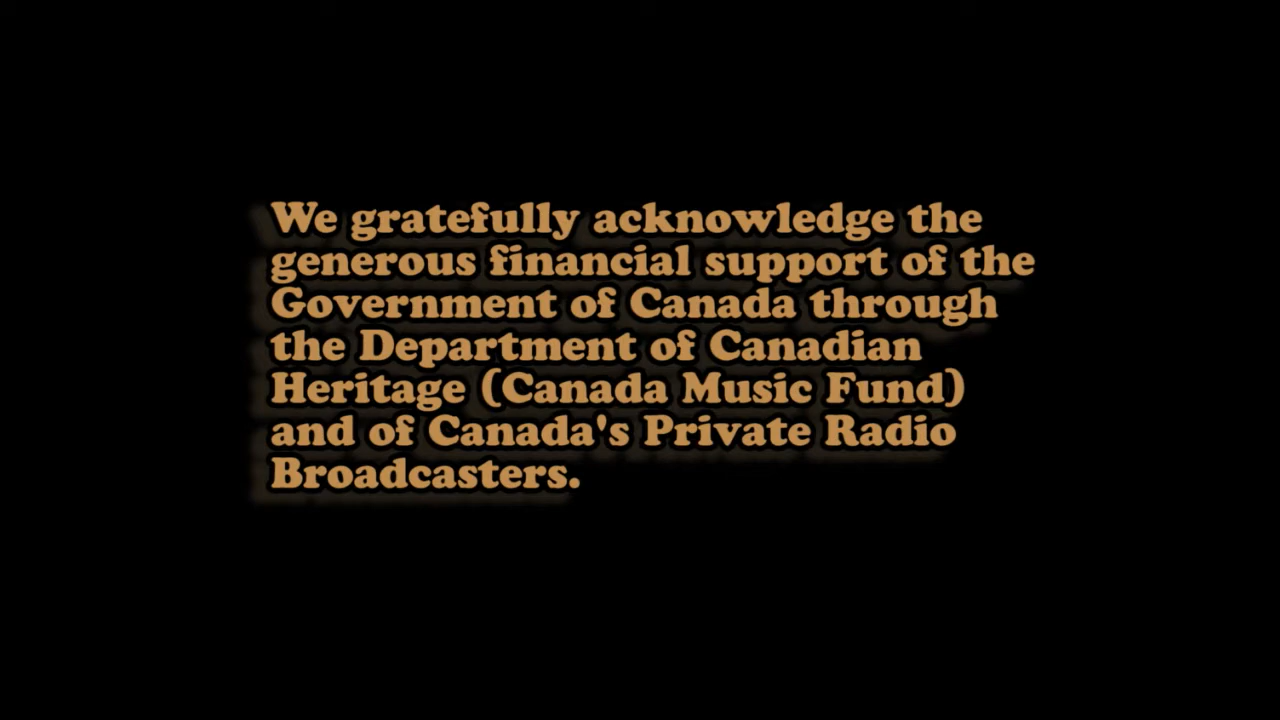 We gratefully acknowledge the
generous financial support of the
Government of Canada through
the Department of Canadian
Heritage (Canada Music Fund)
and of Canada's Private Radio
Broadcasters.